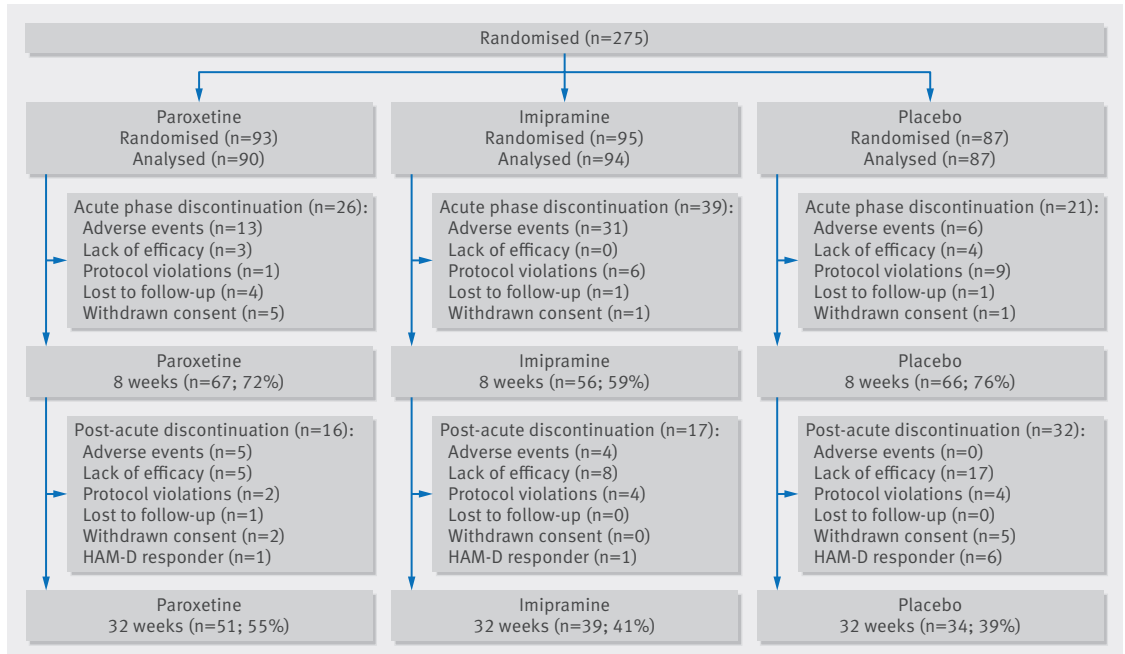 Randomised (n=275)
Paroxetine
Randomised (n=93)
Analysed (n=90)
Imipramine
Randomised (n=95)
Analysed (n=94)
Placebo
Randomised (n=87)
Analysed (n=87)
Acute phase discontinuation (n=26):
Adverse events (n=13)
Lack of efficacy (n=3)
Protocol violations (n=1)
Lost to follow-up (n=4)
Withdrawn consent (n=5)
Acute phase discontinuation (n=39):
Adverse events (n=31)
Lack of efficacy (n=0)
Protocol violations (n=6)
Lost to follow-up (n=1)
Withdrawn consent (n=1)
Acute phase discontinuation (n=21):
Adverse events (n=6)
Lack of efficacy (n=4)
Protocol violations (n=9)
Lost to follow-up (n=1)
Withdrawn consent (n=1)
Paroxetine
8 weeks (n=67; 72%)
Imipramine
8 weeks (n=56; 59%)
Placebo
8 weeks (n=66; 76%)
Post-acute discontinuation (n=16):
Adverse events (n=5)
Lack of efficacy (n=5)
Protocol violations (n=2)
Lost to follow-up (n=1)
Withdrawn consent (n=2)
HAM-D responder (n=1)
Post-acute discontinuation (n=17):
Adverse events (n=4)
Lack of efficacy (n=8)
Protocol violations (n=4)
Lost to follow-up (n=0)
Withdrawn consent (n=0)
HAM-D responder (n=1)
Post-acute discontinuation (n=32):
Adverse events (n=0)
Lack of efficacy (n=17)
Protocol violations (n=4)
Lost to follow-up (n=0)
Withdrawn consent (n=5)
HAM-D responder (n=6)
Paroxetine
32 weeks (n=51; 55%)
Imipramine
32 weeks (n=39; 41%)
Placebo
32 weeks (n=34; 39%)